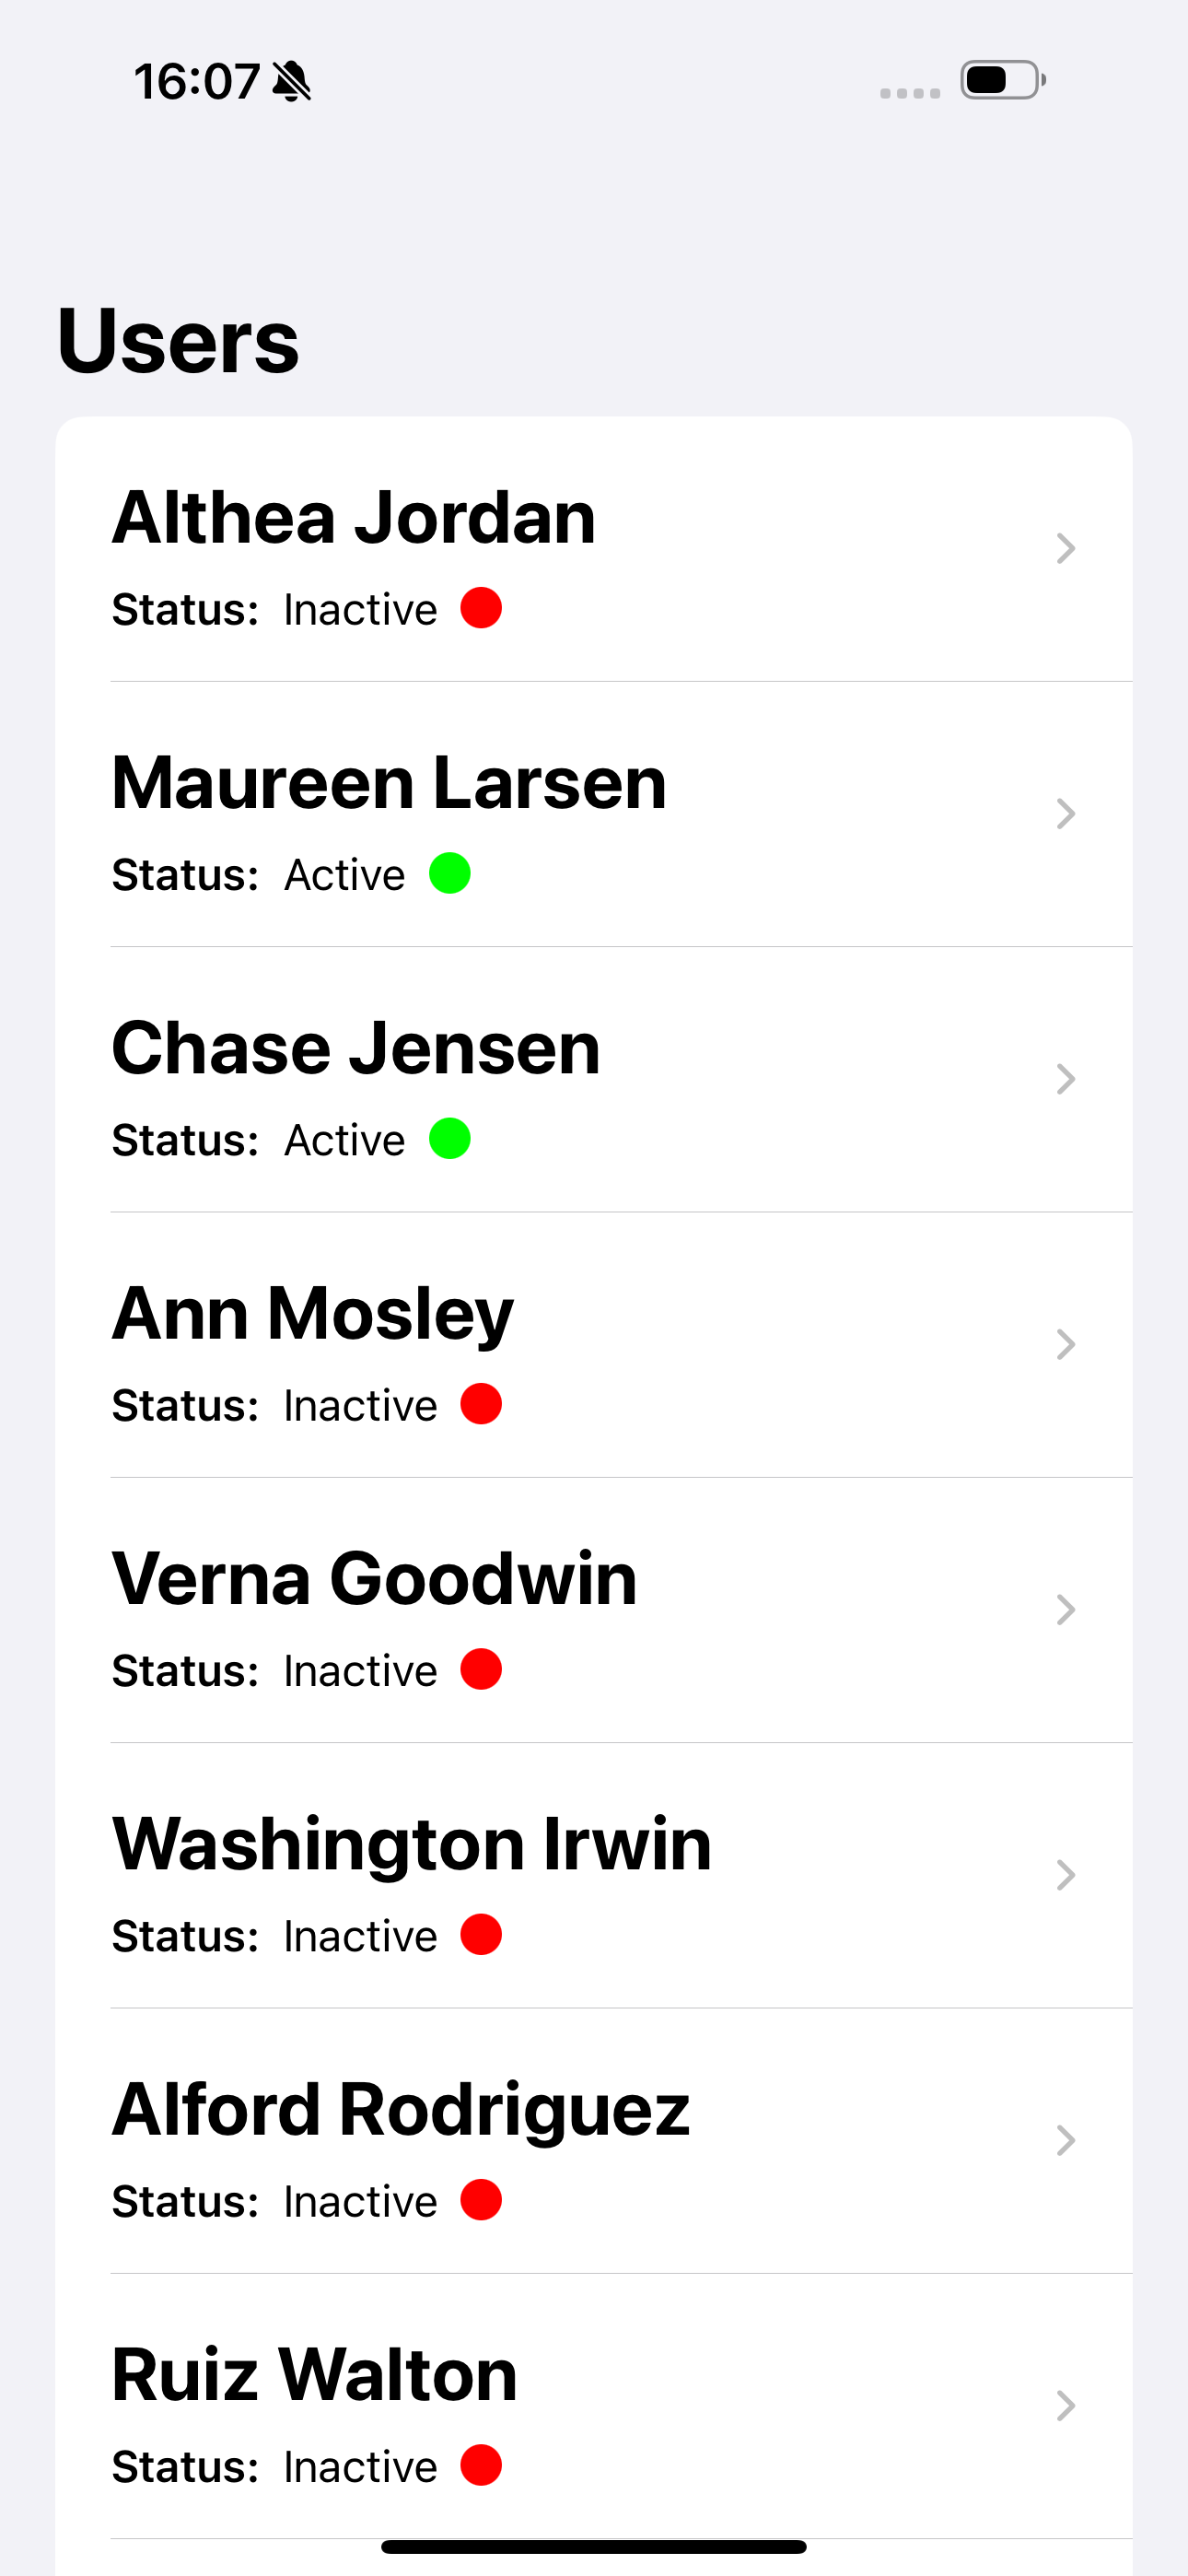 16:07
Users
Althea Jordan
Status: Inactive
Maureen Larsen
Status: Active
Chase Jensen
Status: Active
Ann Mosley
Status: Inactive
Verna Goodwin
Status: Inactive
Washington Irwin
Status: Inactive
Alford Rodriguez
Status: Inactive
Ruiz Walton
Status: Inactive